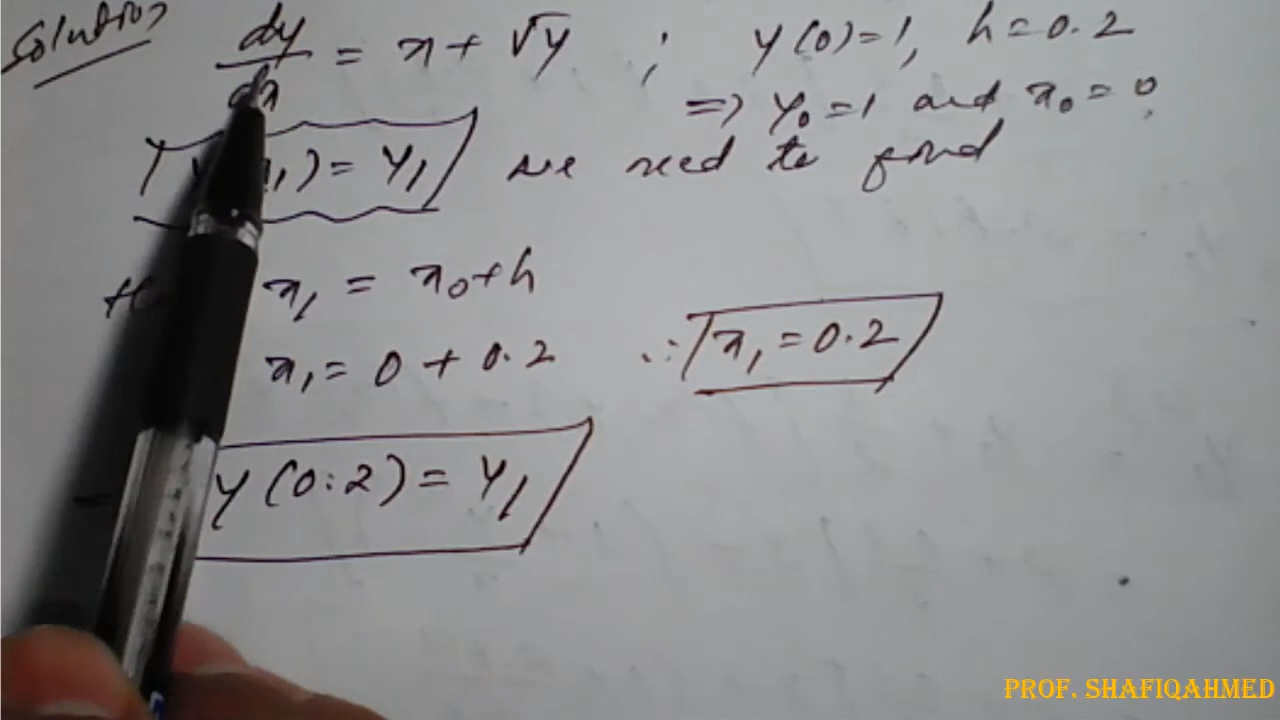 Solution
dy/dx = x + √y ; y(0)=1, h=0.2
=> y₀=1 and x₀=0
= y₁ we need to find
x₁ = x₀+h
x₁ = 0 + 0.2 ∴ x₁ = 0.2
y(0.2) = y₁
PROF. SHAFIQAHMED